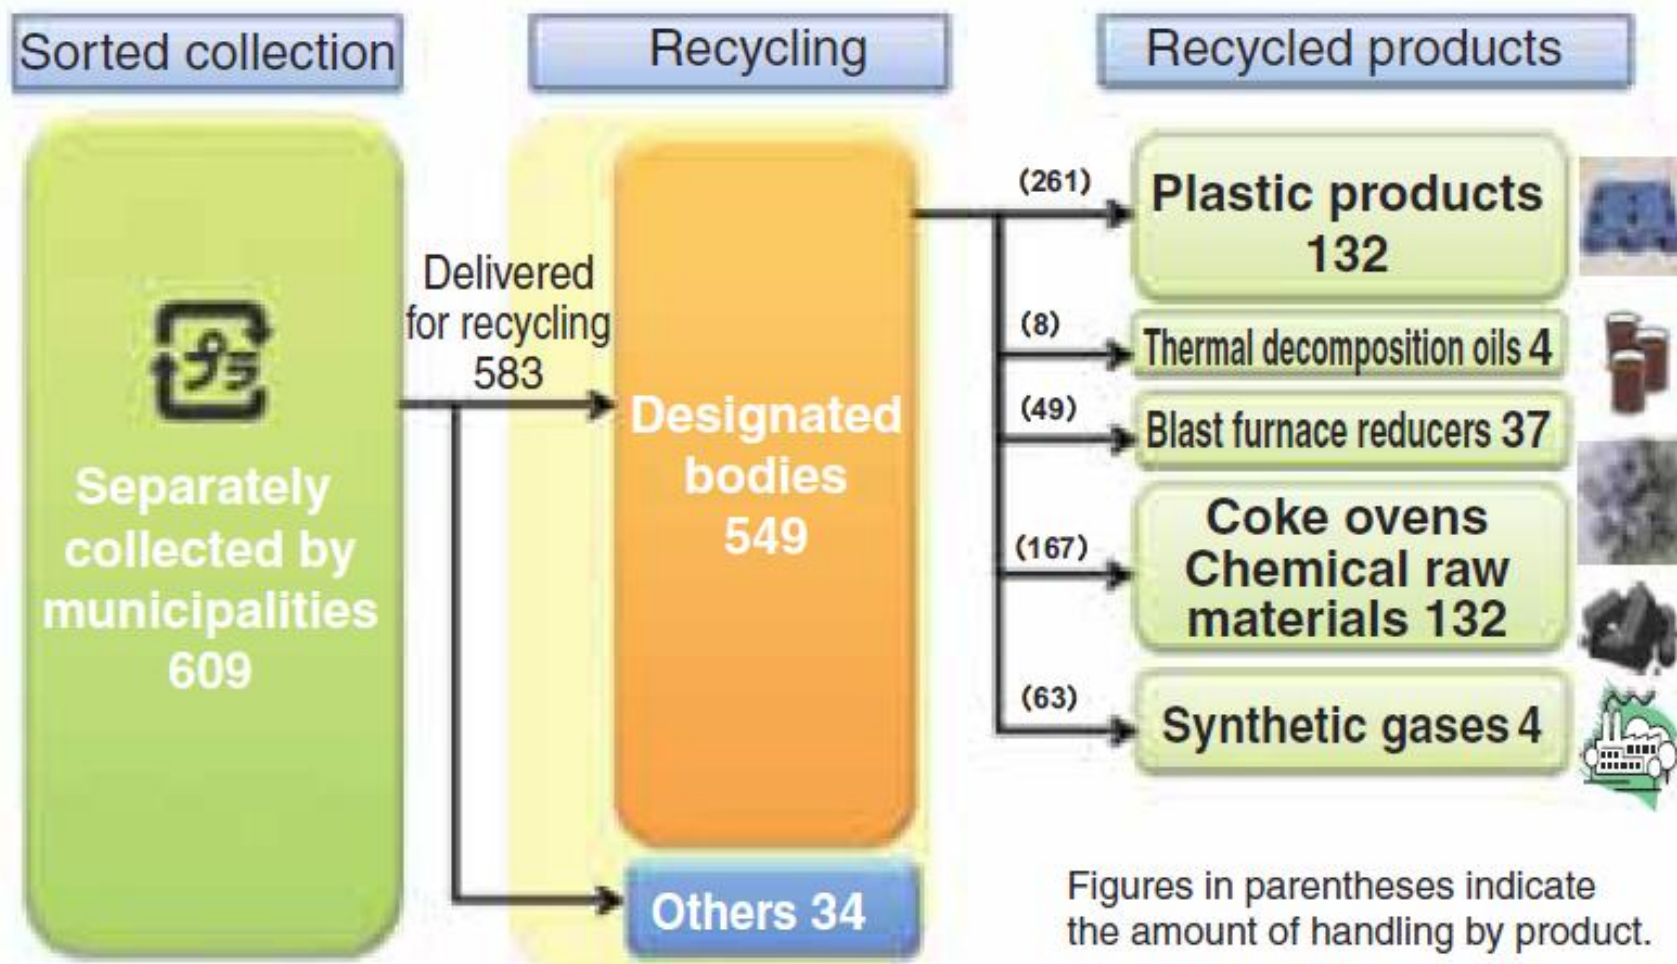 Sorted collection
Recycling
Recycled products
プラ
Separately
collected by
municipalities
609
Delivered
for recycling
583
Designated
bodies
549
Others 34
(261)
Plastic products
132
(8)
Thermal decomposition oils 4
(49)
Blast furnace reducers 37
(167)
Coke ovens
Chemical raw
materials 132
(63)
Synthetic gases 4
Figures in parentheses indicate
the amount of handling by product.